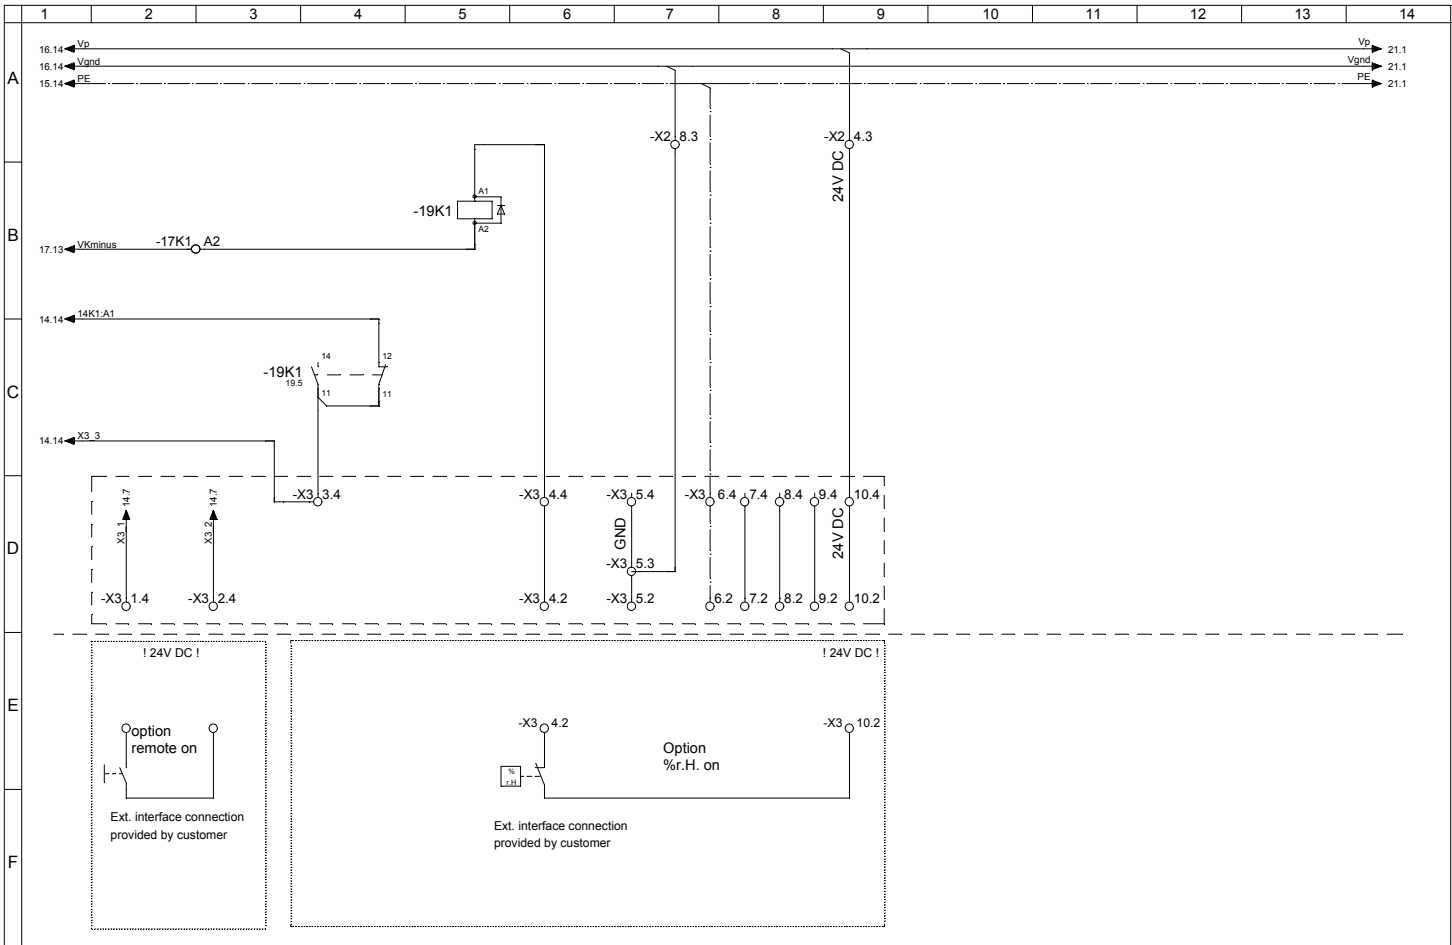 1 2 3 4 5 6 7 8 9 10 11 12 13 14
A
16.14 Vp Vp 21.1
16.14 Vgnd Vgnd 21.1
15.14 PE PE 21.1
-X2 8.3 -X2 4.3
24V DC
B
A1
-19K1
A2
17.13 VKminus -17K1 A2
14.14 14K1:A1
C
14 12
-19K1
19.5
11 11
14.14 X3_3
D
X3_1 14.7 X3_2 14.7
-X3 3.4 -X3 4.4 -X3 5.4 -X3 6.4 7.4 8.4 9.4 10.4
GND 24V DC
-X3 5.3
-X3 1.4 -X3 2.4 -X3 4.2 -X3 5.2 6.2 7.2 8.2 9.2 10.2
! 24V DC ! ! 24V DC !
E
-X3 4.2 -X3 10.2
option
remote on
Option
%r.H. on
%
r.H
Ext. interface connection
provided by customer
Ext. interface connection
provided by customer
F